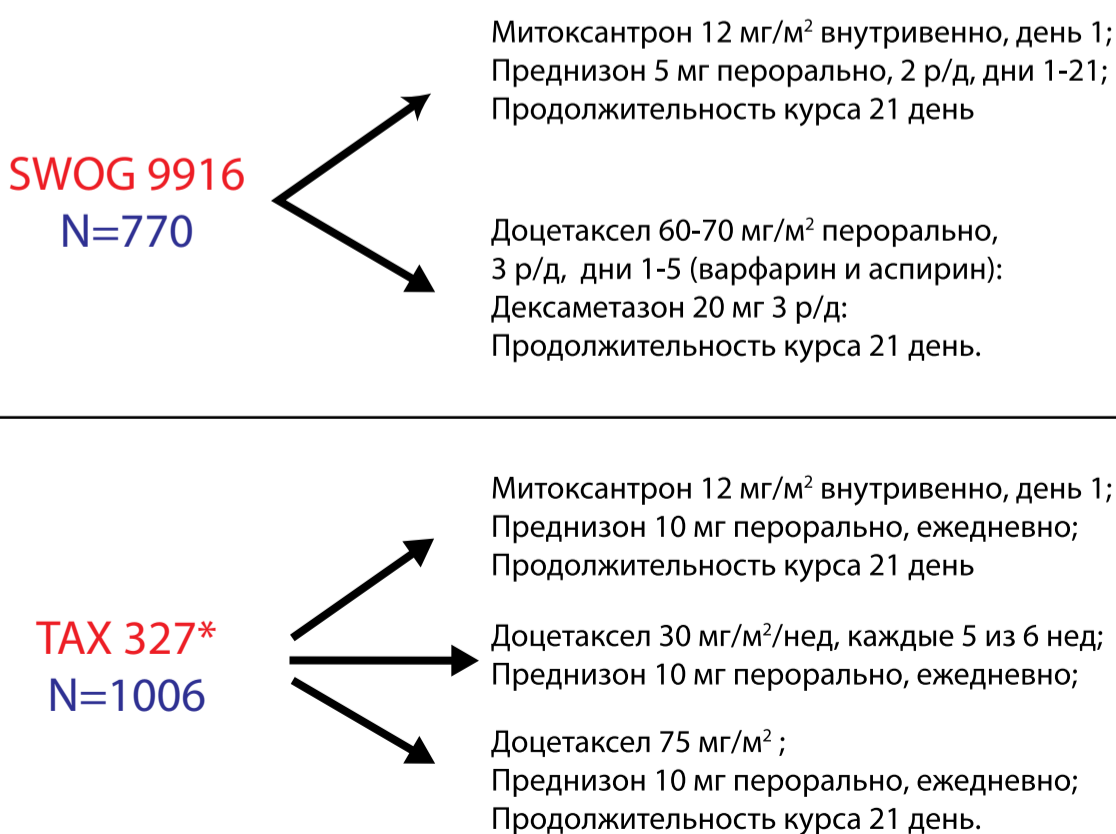 SWOG 9916
N=770
Митоксантрон 12 мг/м² внутривенно, день 1;
Преднизон 5 мг перорально, 2 р/д, дни 1-21;
Продолжительность курса 21 день
Доцетаксел 60-70 мг/м² перорально,
3 р/д, дни 1-5 (варфарин и аспирин):
Дексаметазон 20 мг 3 р/д:
Продолжительность курса 21 день.
TAX 327*
N=1006
Митоксантрон 12 мг/м² внутривенно, день 1;
Преднизон 10 мг перорально, ежедневно;
Продолжительность курса 21 день
Доцетаксел 30 мг/м²/нед, каждые 5 из 6 нед;
Преднизон 10 мг перорально, ежедневно;
Доцетаксел 75 мг/м² ;
Преднизон 10 мг перорально, ежедневно;
Продолжительность курса 21 день.